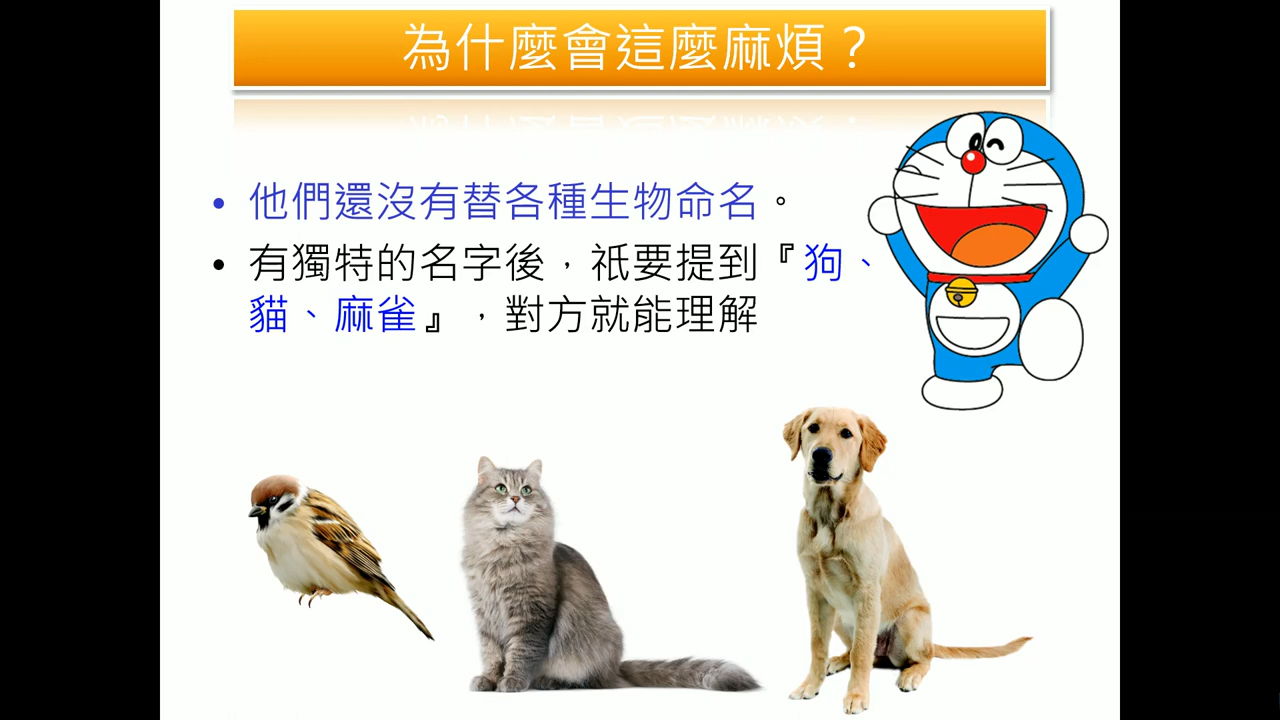 為什麼會這麼麻煩？
• 他們還沒有替各種生物命名。
• 有獨特的名字後，祇要提到『狗、
貓、麻雀』，對方就能理解